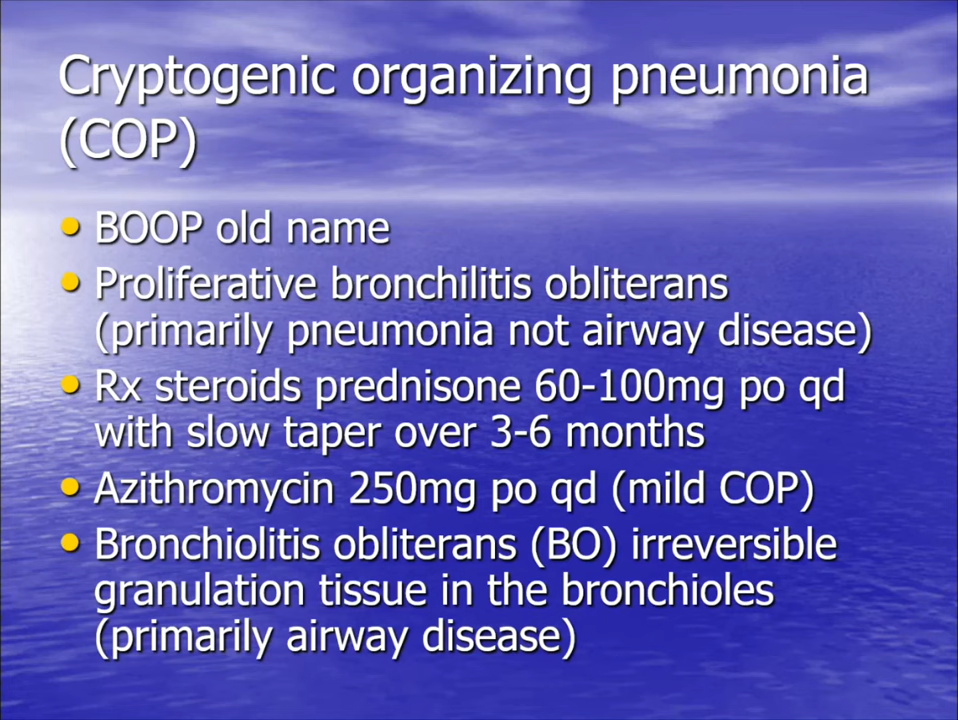 Cryptogenic organizing pneumonia
(COP)
• BOOP old name
• Proliferative bronchilitis obliterans
(primarily pneumonia not airway disease)
• Rx steroids prednisone 60-100mg po qd
with slow taper over 3-6 months
• Azithromycin 250mg po qd (mild COP)
• Bronchiolitis obliterans (BO) irreversible
granulation tissue in the bronchioles
(primarily airway disease)